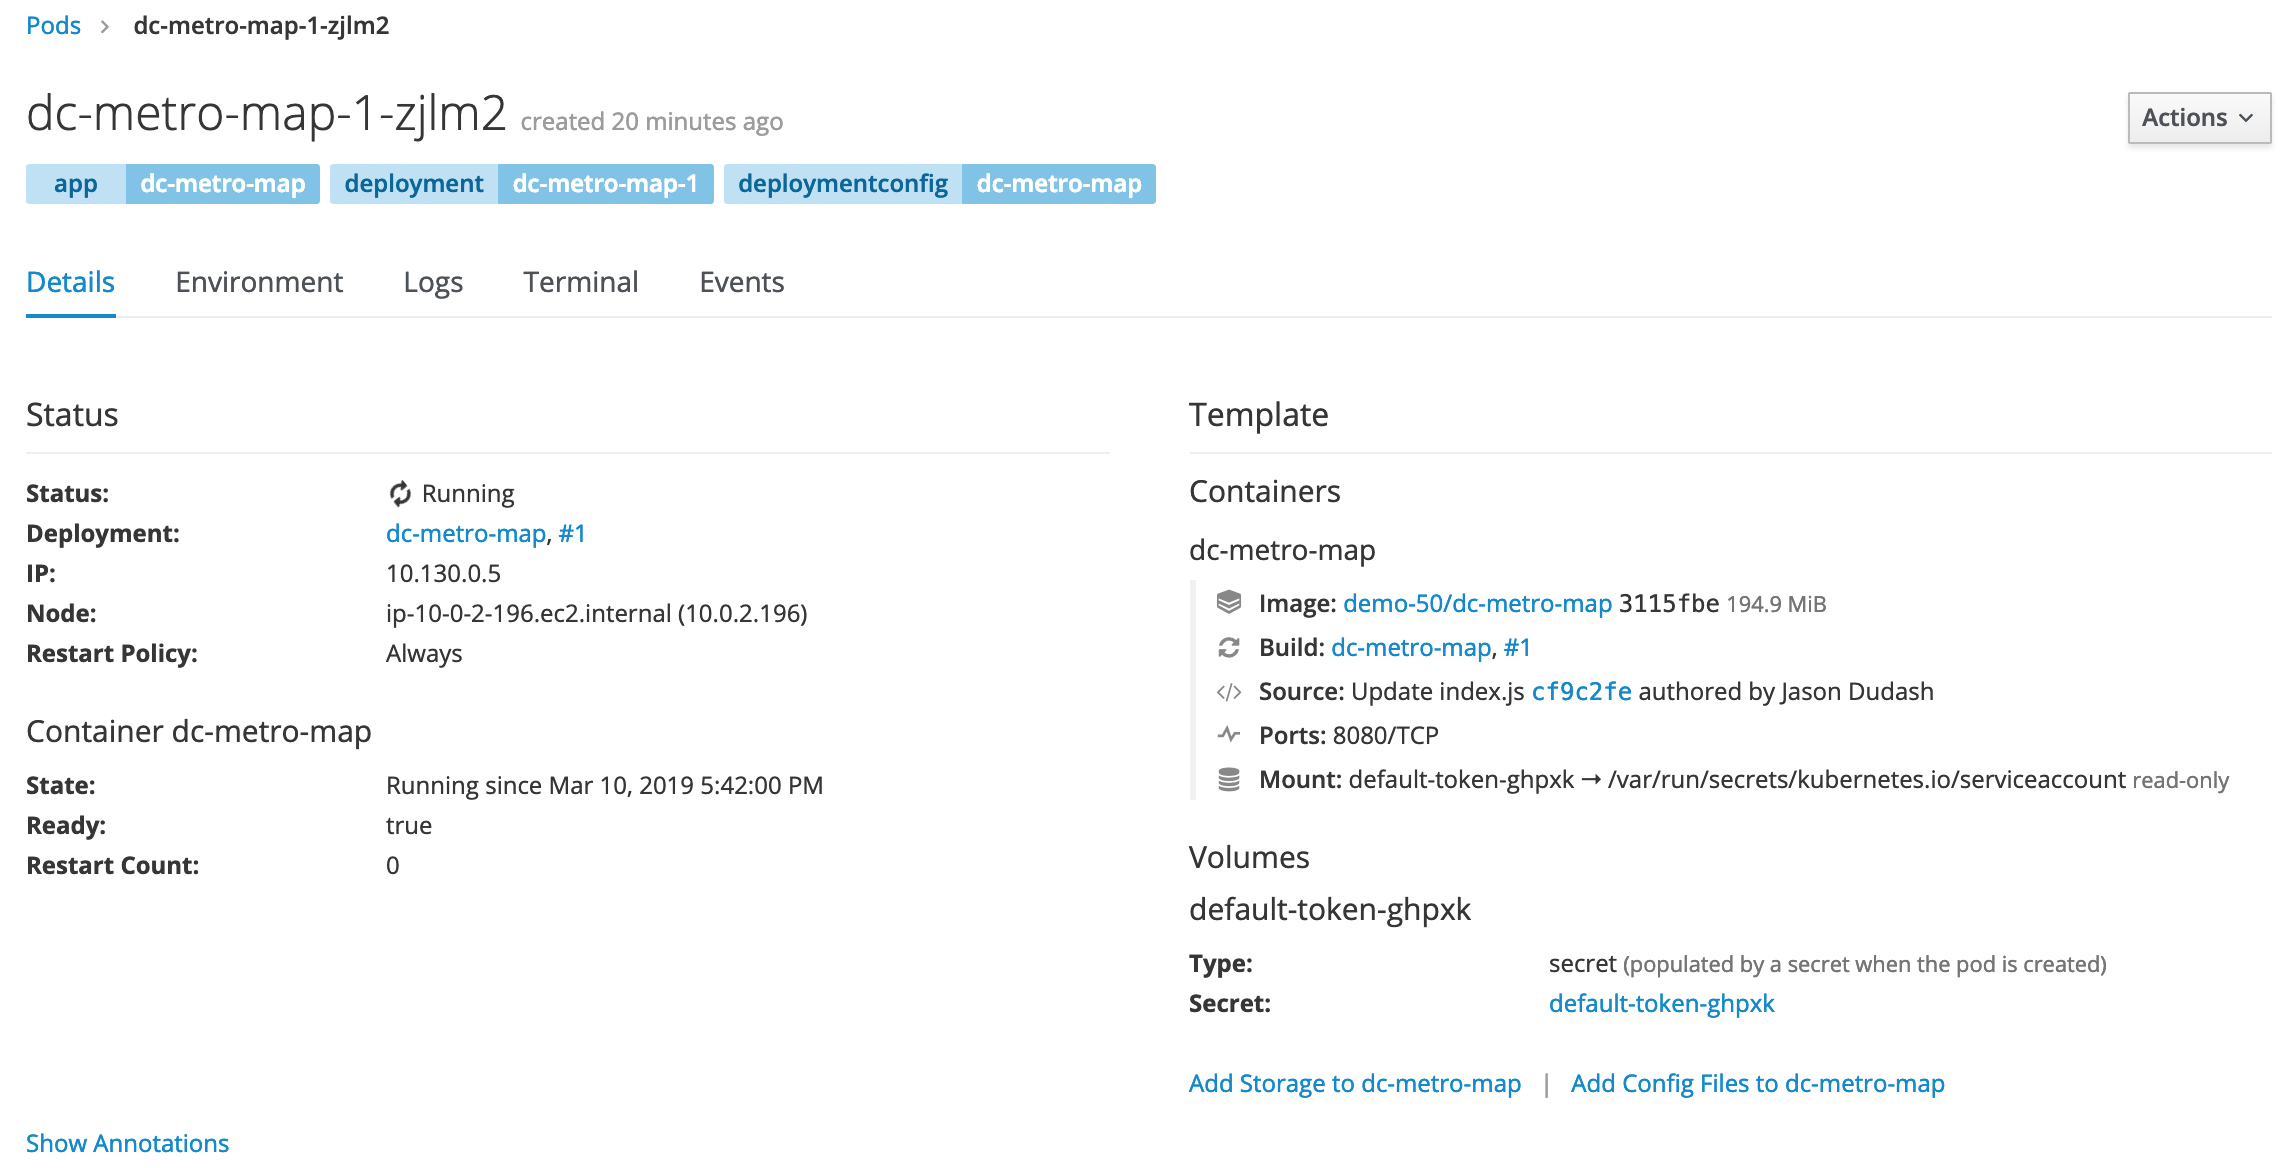 Pods > dc-metro-map-1-zjlm2
dc-metro-map-1-zjlm2 created 20 minutes ago
Actions
app dc-metro-map deployment dc-metro-map-1 deploymentconfig dc-metro-map
Details Environment Logs Terminal Events
Status
Status: Running
Deployment: dc-metro-map, #1
IP: 10.130.0.5
Node: ip-10-0-2-196.ec2.internal (10.0.2.196)
Restart Policy: Always
Container dc-metro-map
State: Running since Mar 10, 2019 5:42:00 PM
Ready: true
Restart Count: 0
Show Annotations
Template
Containers
dc-metro-map
Image: demo-50/dc-metro-map 3115fbe 194.9 MiB
Build: dc-metro-map, #1
</> Source: Update index.js cf9c2fe authored by Jason Dudash
Ports: 8080/TCP
Mount: default-token-ghpxk → /var/run/secrets/kubernetes.io/serviceaccount read-only
Volumes
default-token-ghpxk
Type: secret (populated by a secret when the pod is created)
Secret: default-token-ghpxk
Add Storage to dc-metro-map | Add Config Files to dc-metro-map